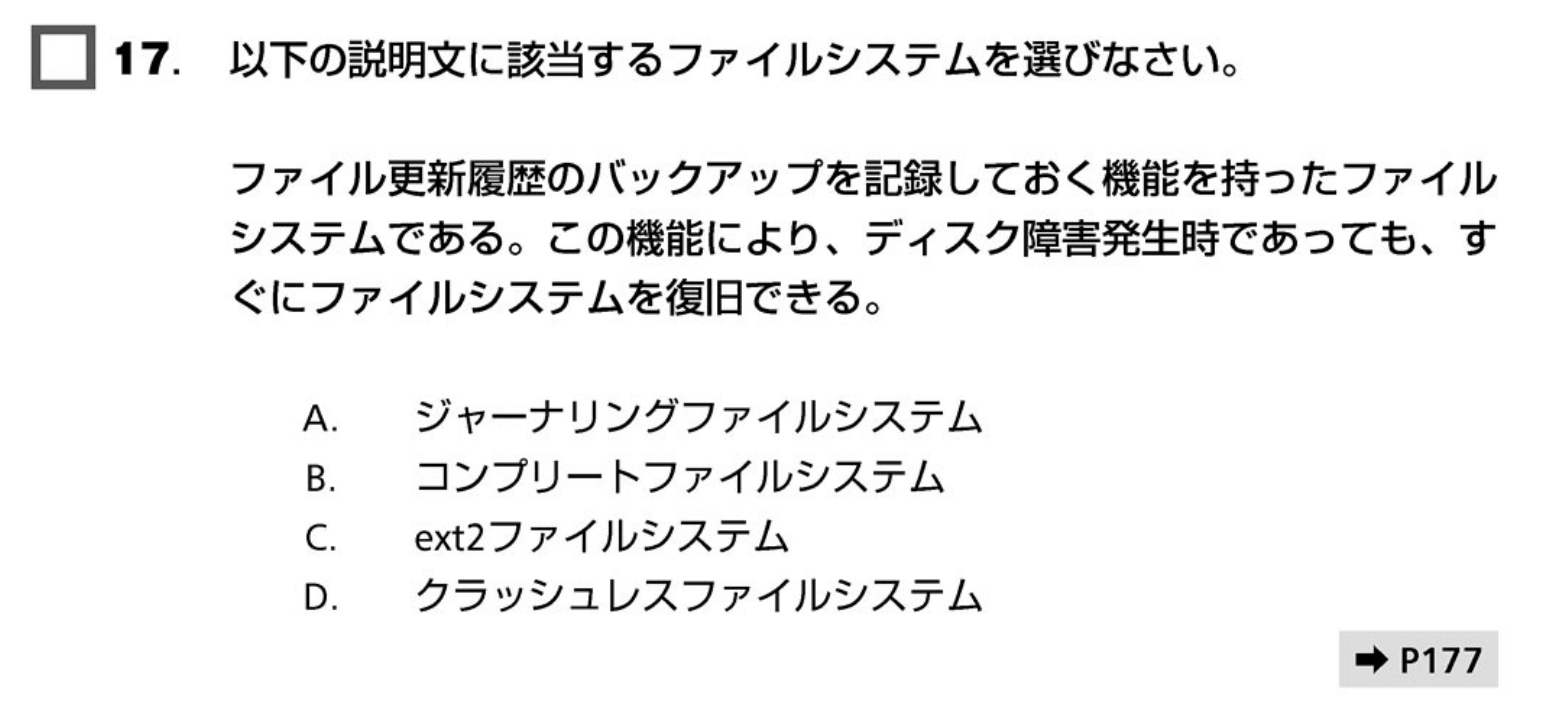 17. 以下の説明文に該当するファイルシステムを選びなさい。
ファイル更新履歴のバックアップを記録しておく機能を持ったファイル
システムである。この機能により、ディスク障害発生時であっても、す
ぐにファイルシステムを復旧できる。
A. ジャーナリングファイルシステム
B. コンプリートファイルシステム
C. ext2ファイルシステム
D. クラッシュレスファイルシステム
➡ P177